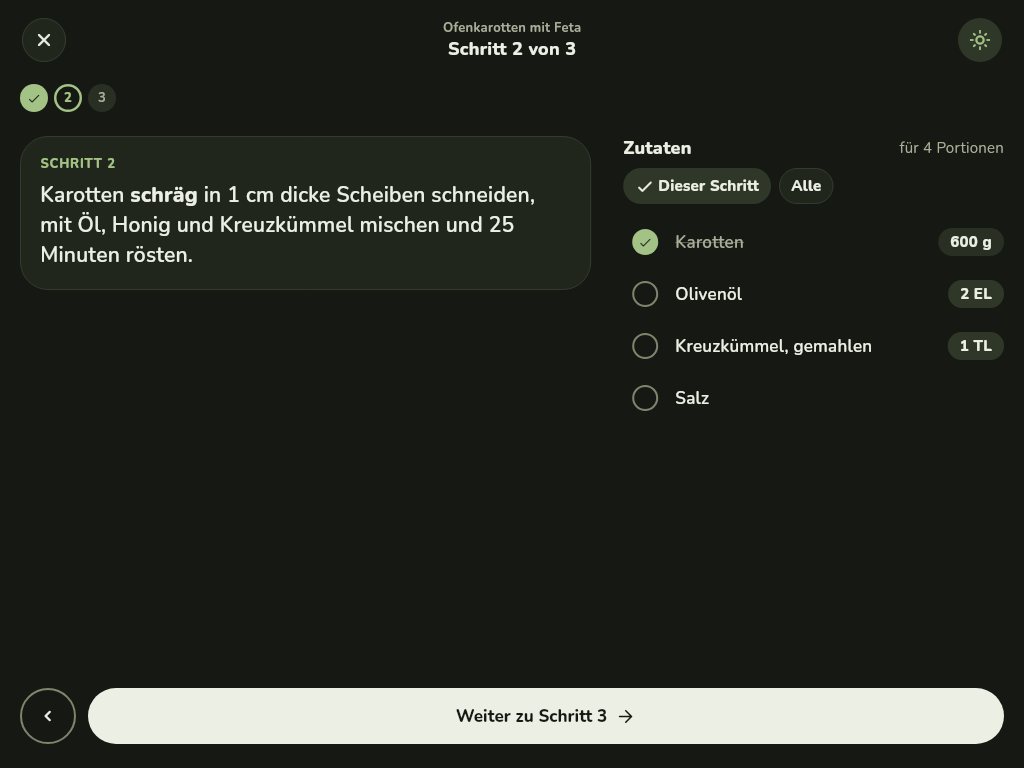 Ofenkarotten mit Feta
Schritt 2 von 3
2
3
SCHRITT 2
Karotten schräg in 1 cm dicke Scheiben schneiden,
mit Öl, Honig und Kreuzkümmel mischen und 25
Minuten rösten.
Zutaten
für 4 Portionen
Dieser Schritt
Alle
Karotten
600 g
Olivenöl
2 EL
Kreuzkümmel, gemahlen
1 TL
Salz
Weiter zu Schritt 3